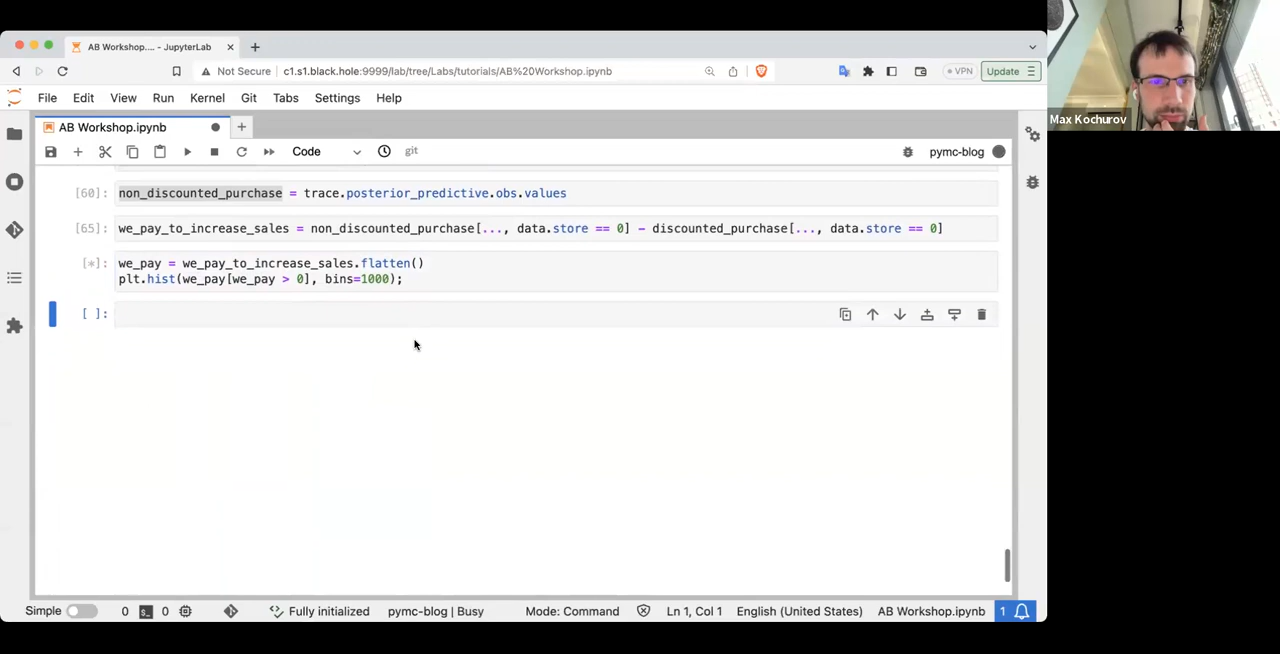 AB Workshop.... - JupyterLab
Not Secure c1.s1.black.hole:9999/lab/tree/Labs/tutorials/AB%20Workshop.ipynb VPN Update
Max Kochurov
File Edit View Run Kernel Git Tabs Settings Help
AB Workshop.ipynb
Code git pymc-blog
[60]: non_discounted_purchase = trace.posterior_predictive.obs.values
[65]: we_pay_to_increase_sales = non_discounted_purchase[..., data.store == 0] - discounted_purchase[..., data.store == 0]
[*]: we_pay = we_pay_to_increase_sales.flatten()
plt.hist(we_pay[we_pay > 0], bins=1000);
[ ]:
Simple 0 0 Fully initialized pymc-blog | Busy Mode: Command Ln 1, Col 1 English (United States) AB Workshop.ipynb 1